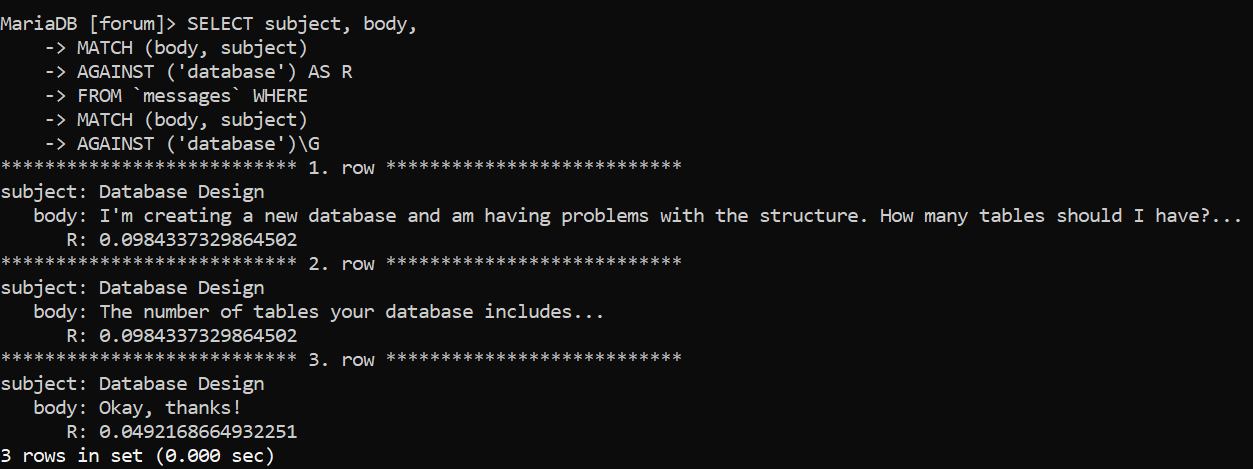 MariaDB [forum]> SELECT subject, body,
    -> MATCH (body, subject)
    -> AGAINST ('database') AS R
    -> FROM `messages` WHERE
    -> MATCH (body, subject)
    -> AGAINST ('database')\G
*************************** 1. row ***************************
subject: Database Design
   body: I'm creating a new database and am having problems with the structure. How many tables should I have?...
      R: 0.0984337329864502
*************************** 2. row ***************************
subject: Database Design
   body: The number of tables your database includes...
      R: 0.0984337329864502
*************************** 3. row ***************************
subject: Database Design
   body: Okay, thanks!
      R: 0.0492168664932251
3 rows in set (0.000 sec)